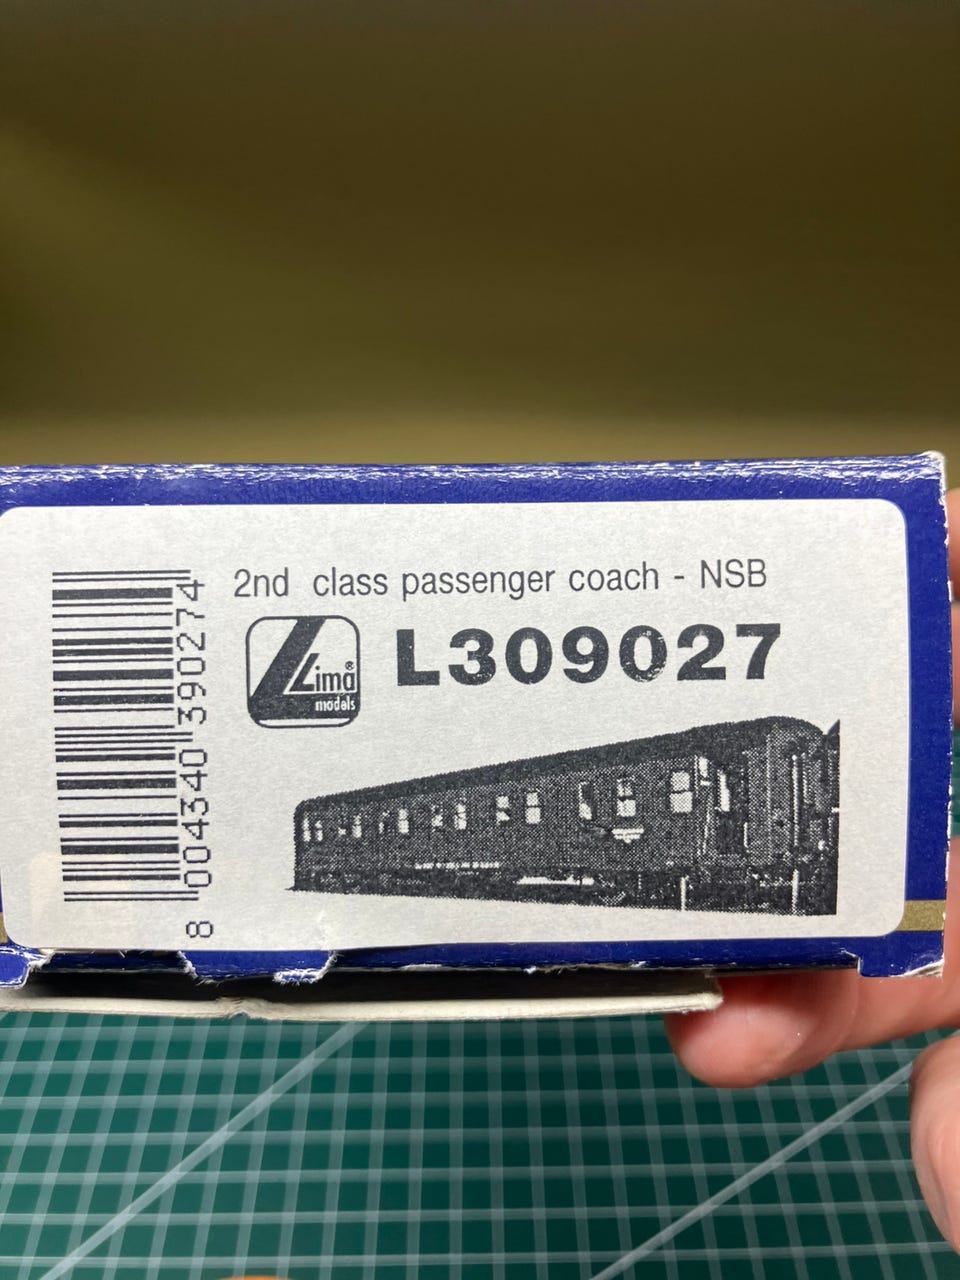 2nd class passenger coach - NSB
Lima®
models
L309027
8 004340 390274